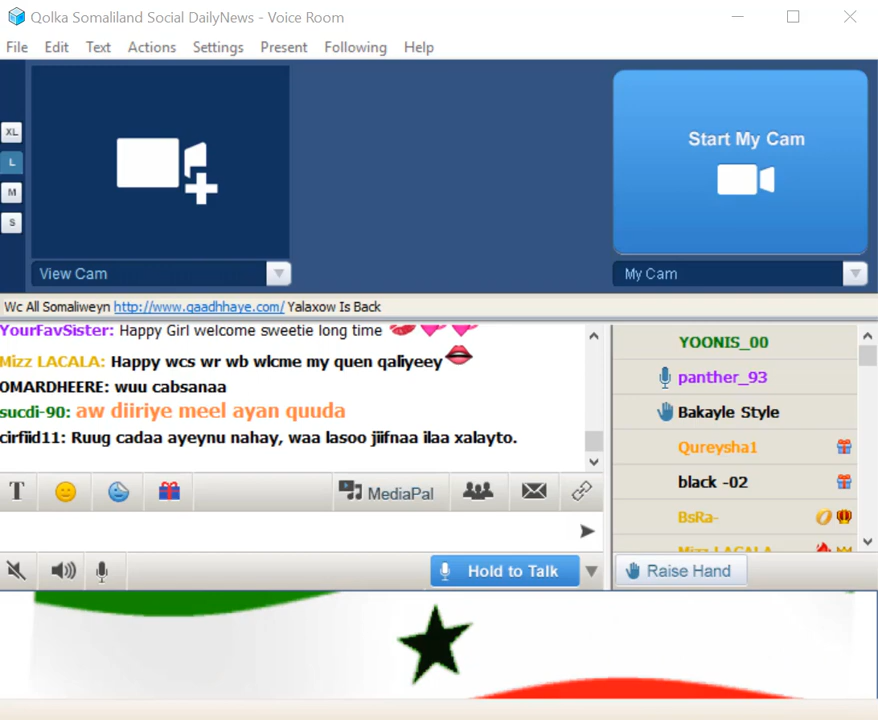 Qolka Somaliland Social DailyNews - Voice Room
File Edit Text Actions Settings Present Following Help
XL
L
M
S
Start My Cam
View Cam
My Cam
Wc All Somaliweyn http://www.qaadhhaye.com/ Yalaxow Is Back
YourFavSister: Happy Girl welcome sweetie long time
Mizz LACALA: Happy wcs wr wb wlcme my quen qaliyeey
OMARDHEERE: wuu cabsanaa
sucdi-90: aw diiriye meel ayan quuda
cirfiid11: Ruug cadaa ayeynu nahay, waa lasoo jiifnaa ilaa xalayto.
YOONIS_00
panther_93
Bakayle Style
Qureysha1
black -02
BsRa-
Mizz LACALA
T
MediaPal
Hold to Talk
Raise Hand